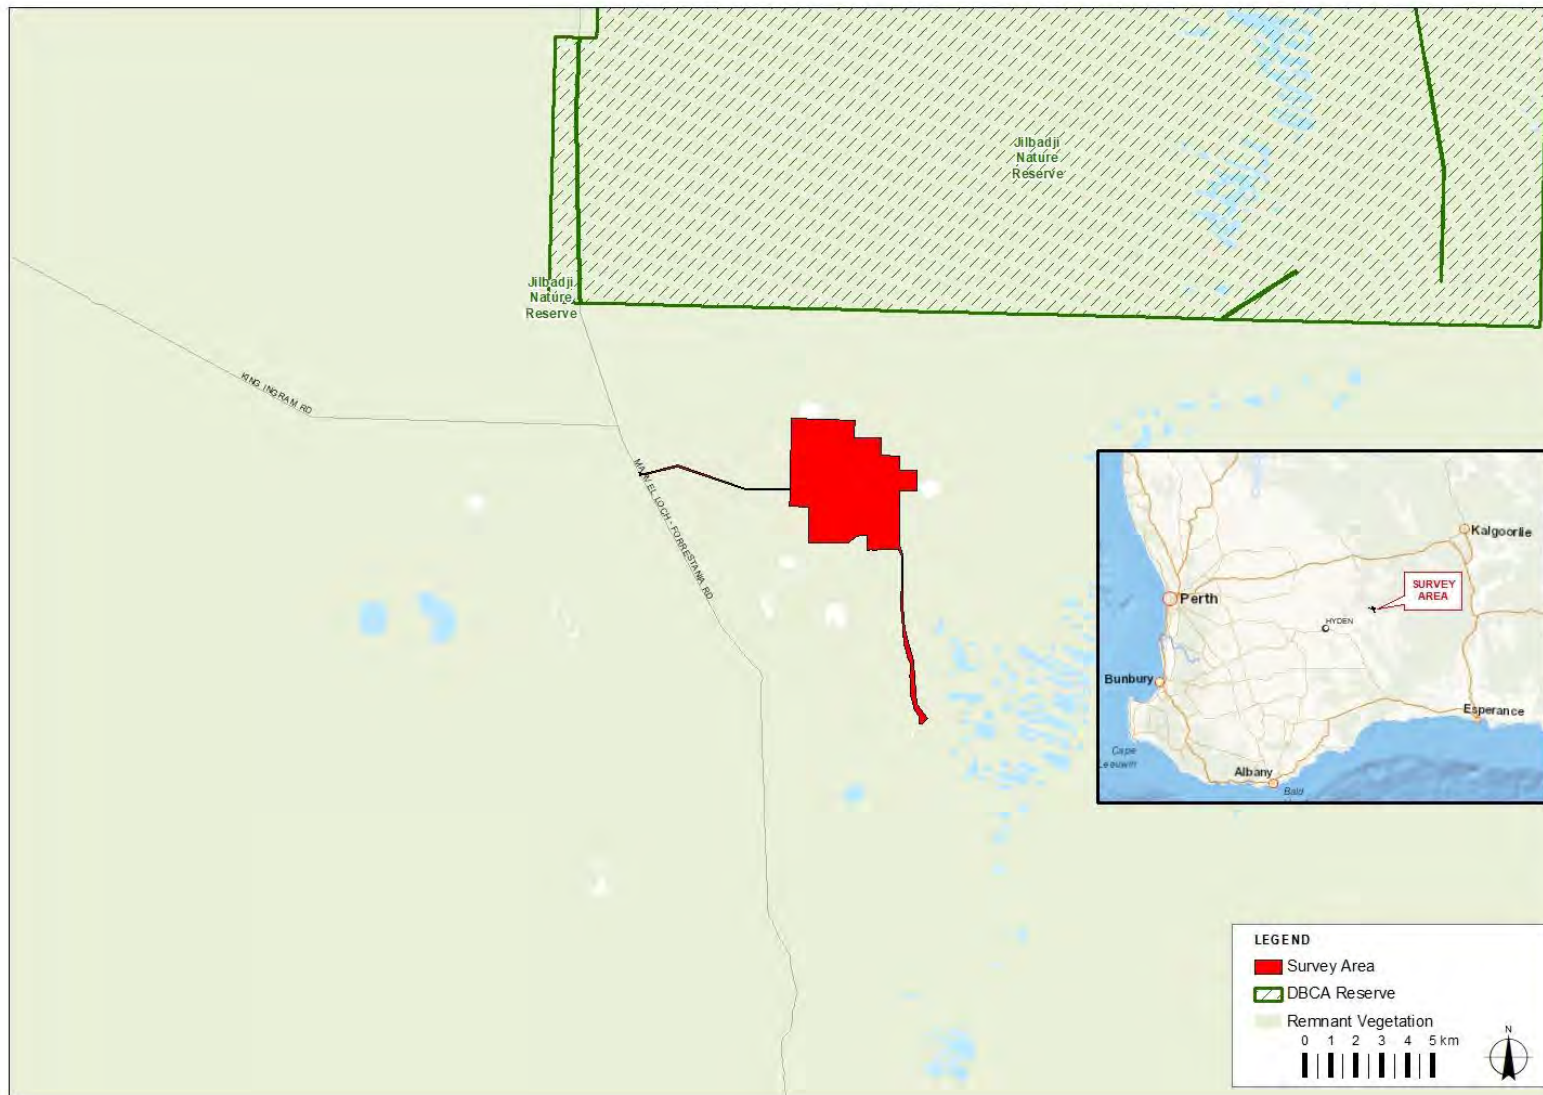 Jilbadji
Nature
Reserve
Jilbadji
Nature
Reserve
KING INGRAM RD
LOCH - FORRESTANIA RD
Kalgoorlie
SURVEY
AREA
Perth
HYDEN
Bunbury
Esperance
Cape
Leeuwin
Albany
Bald
LEGEND
Survey Area
DBCA Reserve
Remnant Vegetation
0 1 2 3 4 5 km
N